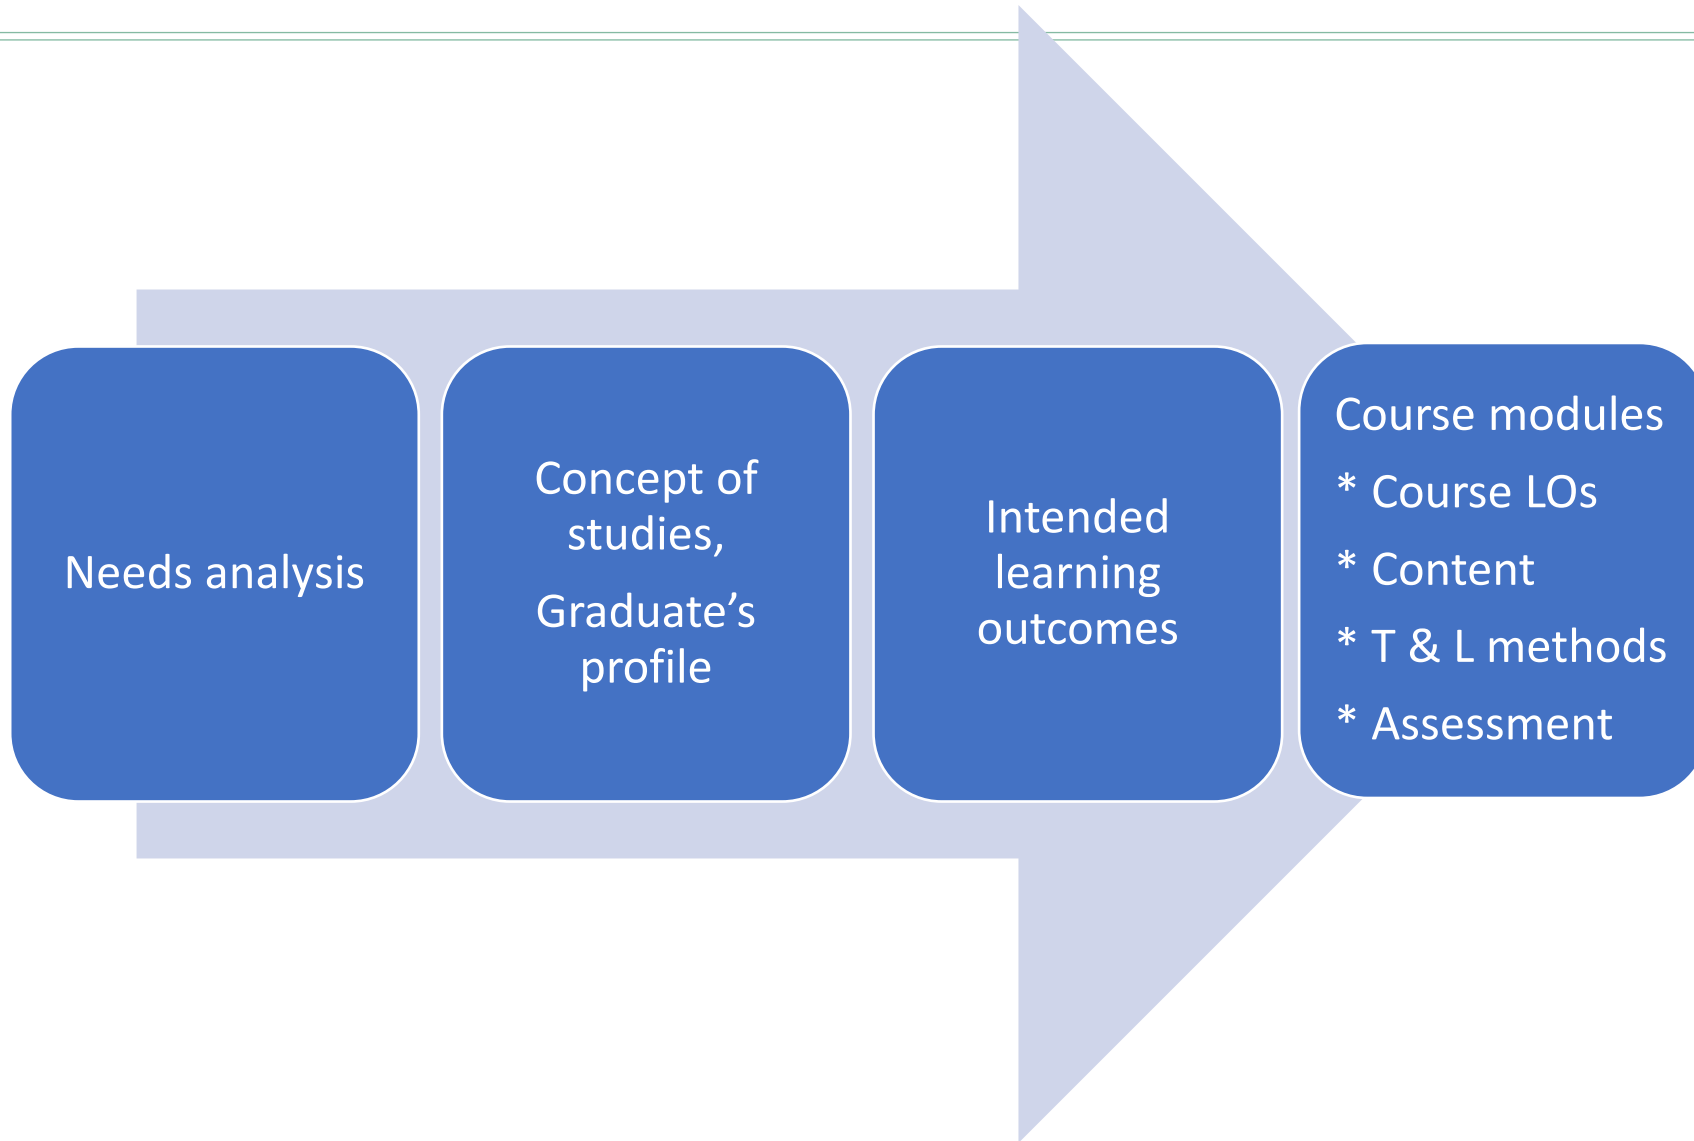 Needs analysis
Concept of
studies,
Graduate’s
profile
Intended
learning
outcomes
Course modules
* Course LOs
* Content
* T & L methods
* Assessment